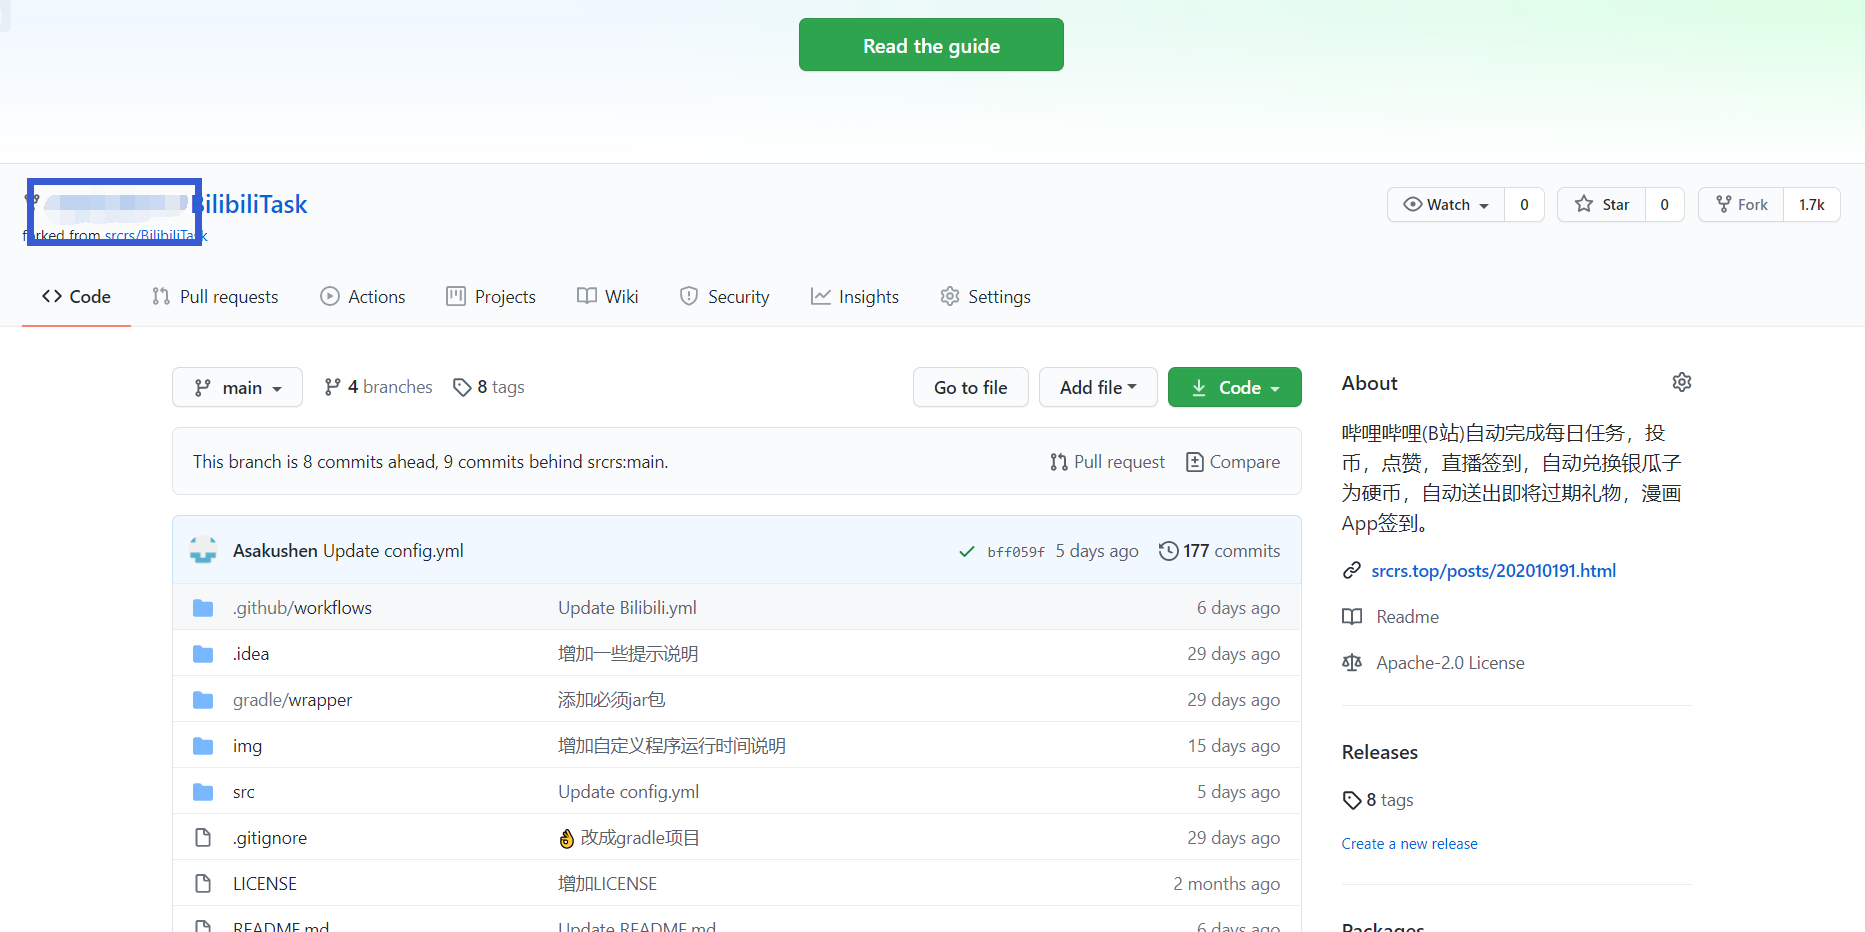 Read the guide
BilibiliTask
forked from srcrs/BilibiliTask
Watch 0 Star 0 Fork 1.7k
Code Pull requests Actions Projects Wiki Security Insights Settings
main 4 branches 8 tags Go to file Add file Code
This branch is 8 commits ahead, 9 commits behind srcrs:main. Pull request Compare
Asakushen Update config.yml bff059f 5 days ago 177 commits
.github/workflows Update Bilibili.yml 6 days ago
.idea 增加一些提示说明 29 days ago
gradle/wrapper 添加必须jar包 29 days ago
img 增加自定义程序运行时间说明 15 days ago
src Update config.yml 5 days ago
.gitignore 👌 改成gradle项目 29 days ago
LICENSE 增加LICENSE 2 months ago
README.md Update README.md 6 days ago
About
哔哩哔哩(B站)自动完成每日任务，投
币，点赞，直播签到，自动兑换银瓜子
为硬币，自动送出即将过期礼物，漫画
App签到。
srcrs.top/posts/202010191.html
Readme
Apache-2.0 License
Releases
8 tags
Create a new release
Packages